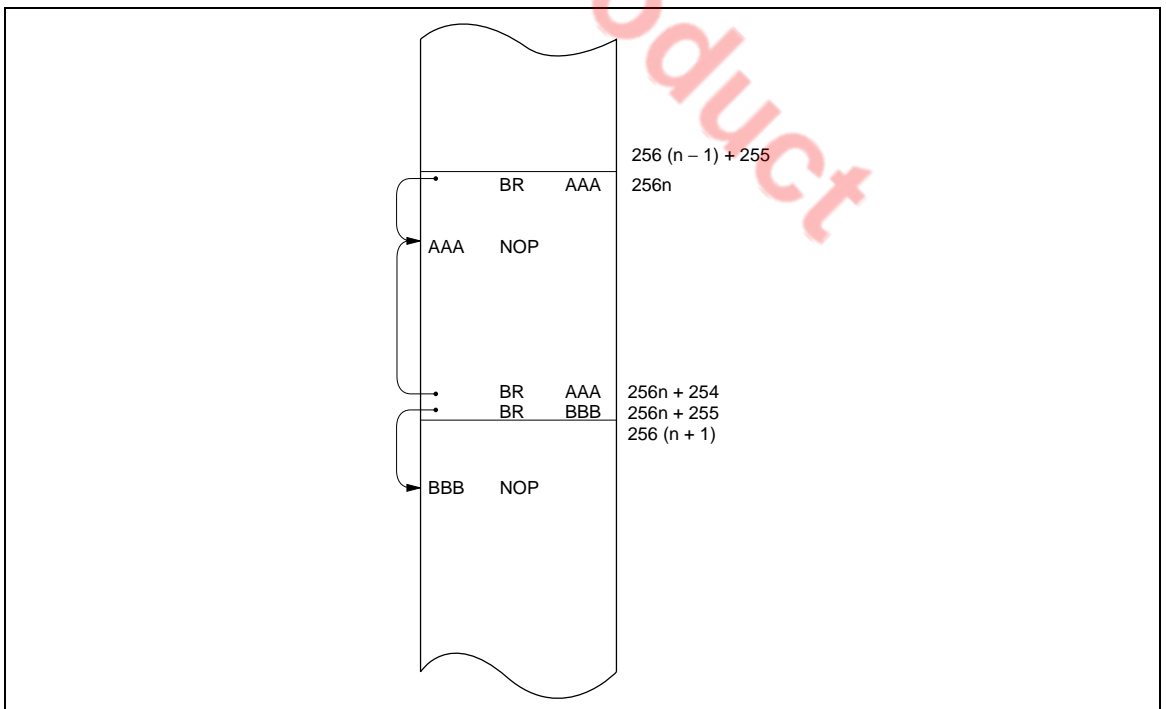 oduct
256 (n – 1) + 255
BR AAA 256n
AAA NOP
BR AAA 256n + 254
BR BBB 256n + 255
256 (n + 1)
BBB NOP